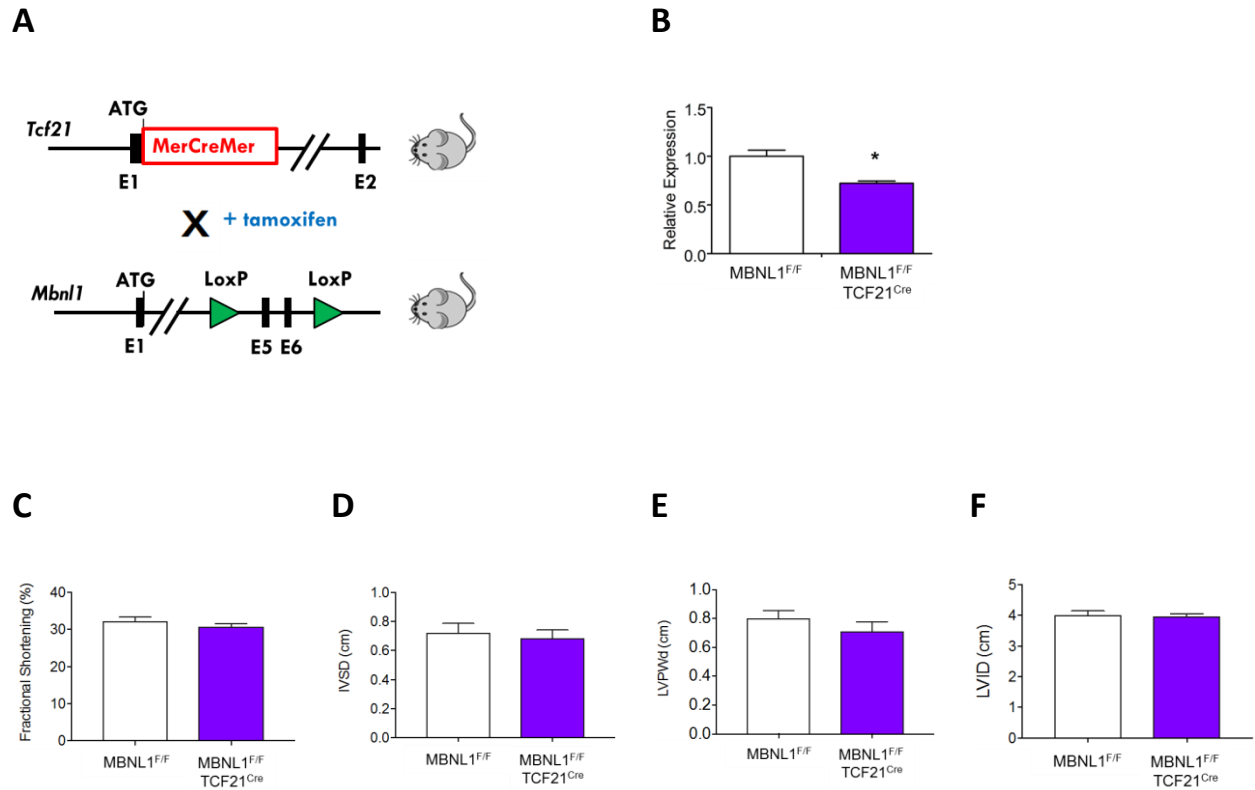 A
Tcf21
ATG
MerCreMer
E1
E2
X + tamoxifen
Mbnl1
ATG
LoxP
LoxP
E1
E5
E6
B
Relative Expression
1.5
1.0
0.5
0.0
*
MBNL1F/F
MBNL1F/F
TCF21Cre
C
Fractional Shortening (%)
40
30
20
10
0
MBNL1F/F
MBNL1F/F
TCF21Cre
D
IVSD (cm)
1.0
0.8
0.6
0.4
0.2
0.0
MBNL1F/F
MBNL1F/F
TCF21Cre
E
LVPWd (cm)
1.0
0.8
0.6
0.4
0.2
0.0
MBNL1F/F
MBNL1F/F
TCF21Cre
F
LVID (cm)
5
4
3
2
1
0
MBNL1F/F
MBNL1F/F
TCF21Cre